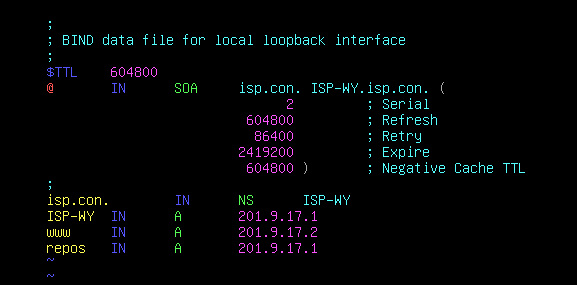 ;
; BIND data file for local loopback interface
;
$TTL 604800
@ IN SOA isp.con. ISP-WY.isp.con. (
2 ; Serial
604800 ; Refresh
86400 ; Retry
2419200 ; Expire
604800 ) ; Negative Cache TTL
;
isp.con. IN NS ISP-WY
ISP-WY IN A 201.9.17.1
www IN A 201.9.17.2
repos IN A 201.9.17.1
~
~